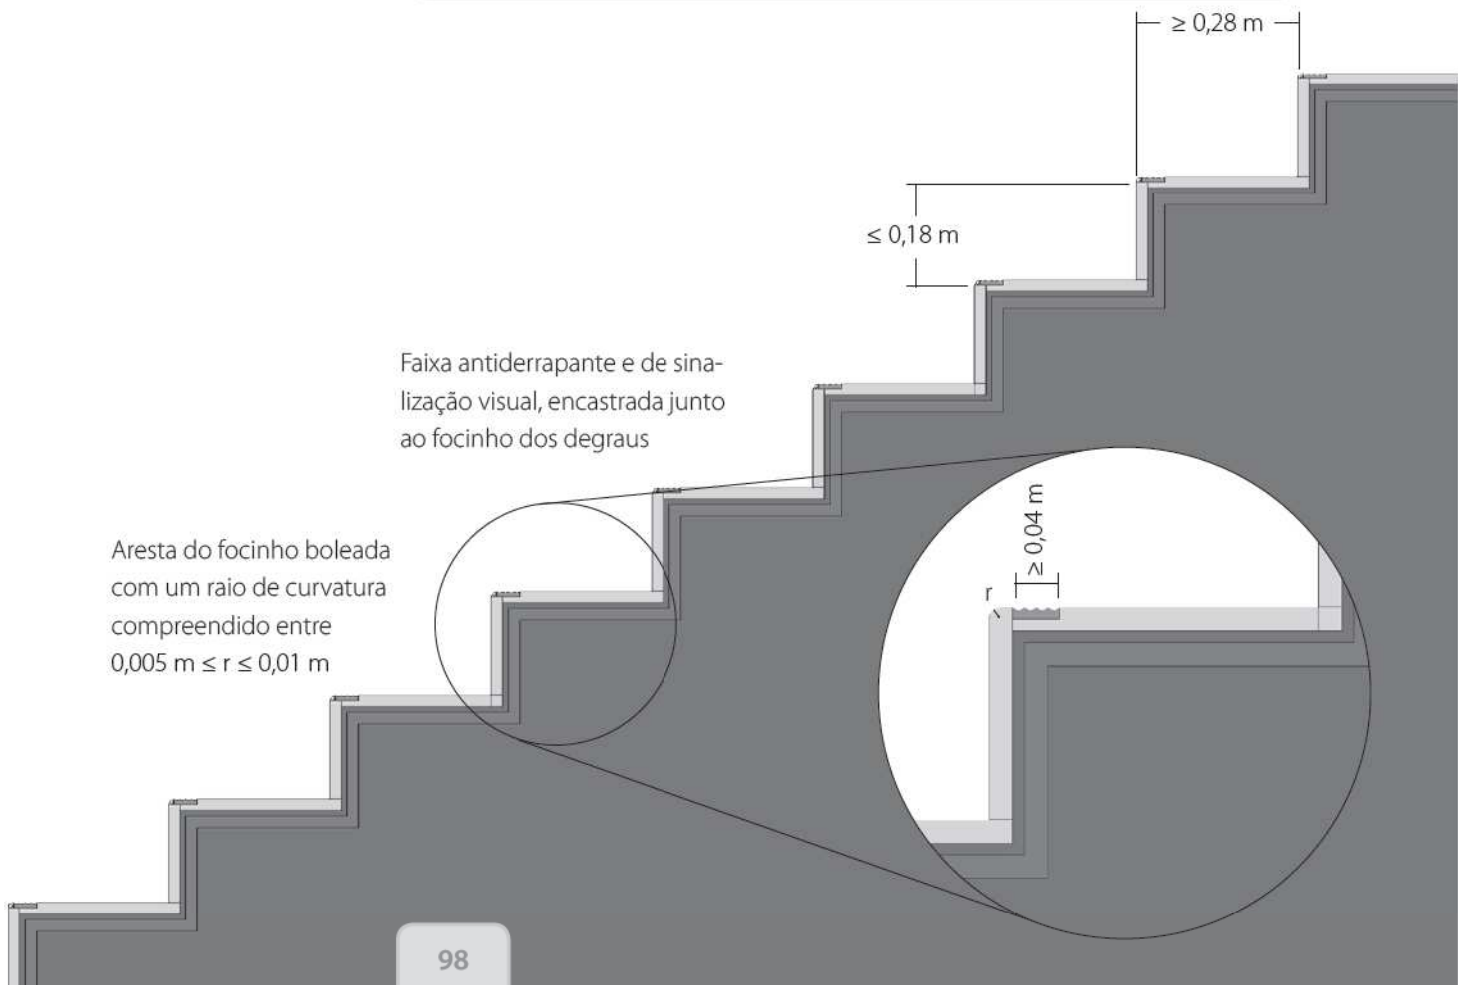 ≥ 0,28 m
≤ 0,18 m
Faixa antiderrapante e de sina-
lização visual, encastrada junto
ao focinho dos degraus
≥ 0,04 m
r
Aresta do focinho boleada
com um raio de curvatura
compreendido entre
0,005 m ≤ r ≤ 0,01 m
98